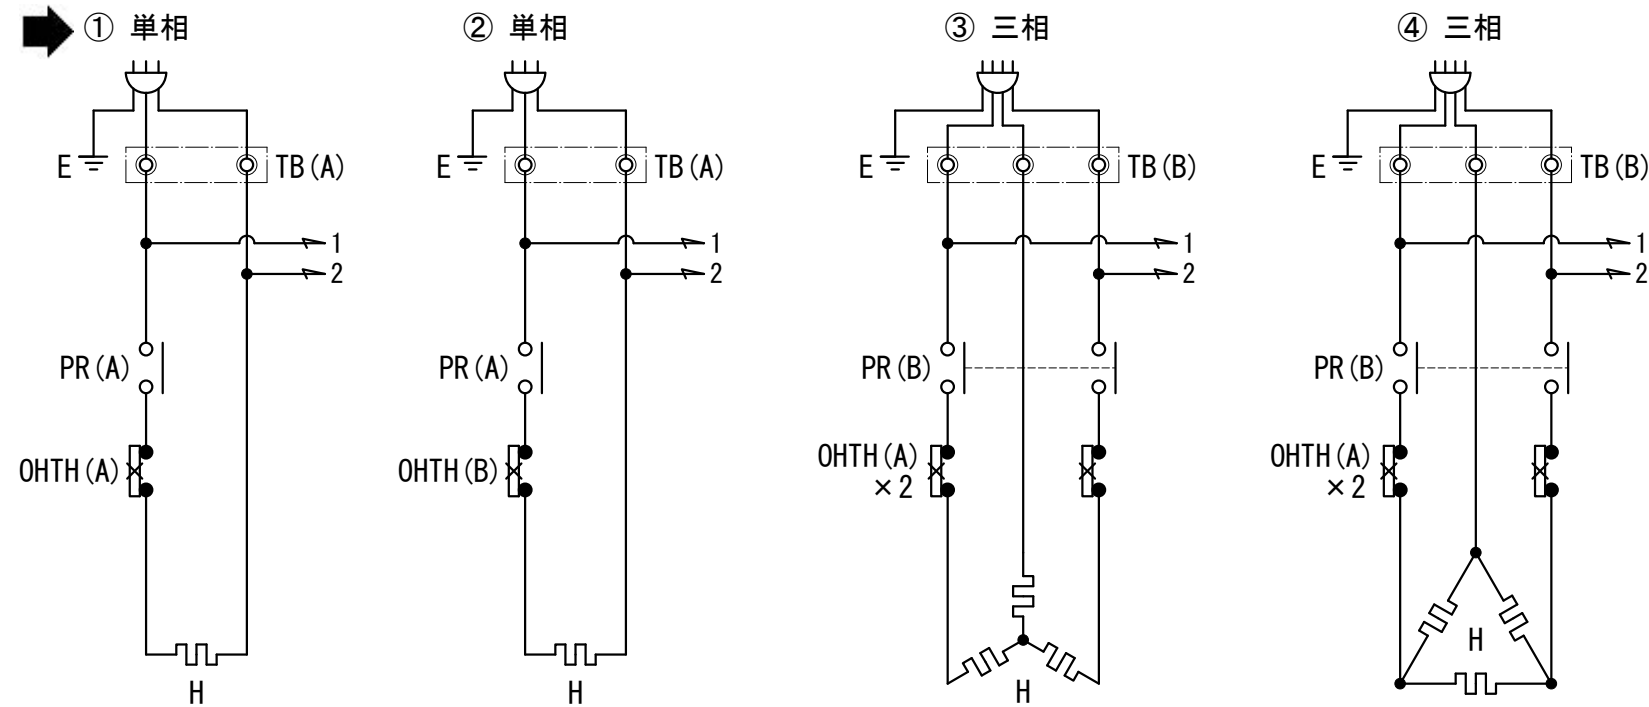 ① 単相
② 単相
③ 三相
④ 三相
E
TB(A)
E
TB(A)
E
TB(B)
E
TB(B)
1
1
1
1
2
2
2
2
PR(A)
PR(A)
PR(B)
PR(B)
OHTH(A)
OHTH(B)
OHTH(A)
×2
OHTH(A)
×2
H
H
H
H